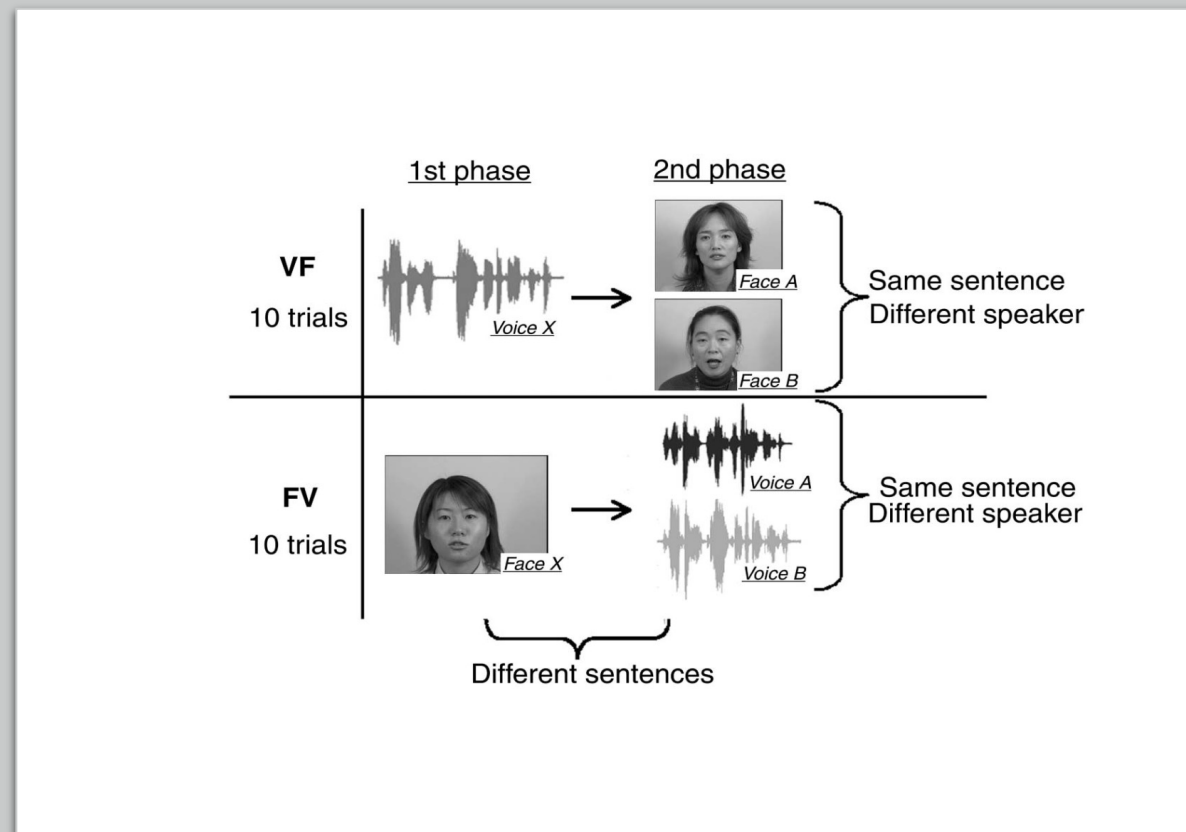 1st phase
2nd phase
VF
10 trials
Voice X
Face A
Face B
Same sentence
Different speaker
FV
10 trials
Face X
Voice A
Voice B
Same sentence
Different speaker
Different sentences